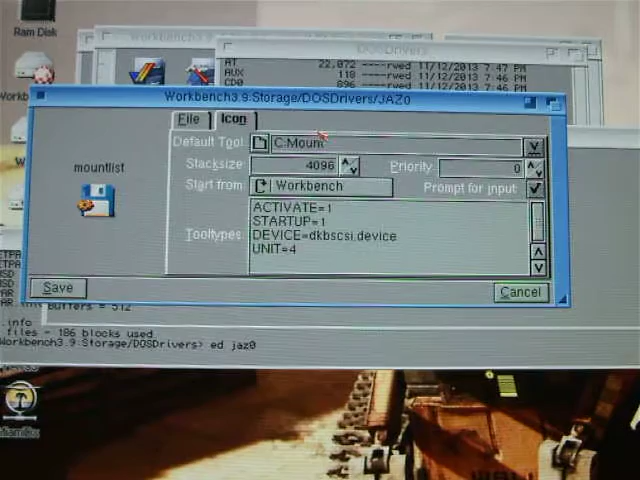 Ram Disk
Workbench3.9
DOSDrivers
AT 22,072 ----rwed 11/12/2013 7:47 PM
AUX 118 ----rwed 11/12/2013 7:46 PM
CD0 896 ----rwed 11/12/2013 7:46 PM
Workbench3.9:Storage/DOSDrivers/JAZ0
File
Icon
mountlist
Default Tool
C:Mount
Stacksize
4096
Priority:
0
Start from
Workbench
Prompt for input
Tooltypes:
ACTIVATE=1
STARTUP=1
DEVICE=dkbscsi.device
UNIT=4
Save
Cancel
Buffers = 512
.info
files - 186 blocks used
Workbench3.9:Storage/DOSDrivers> ed jaz0